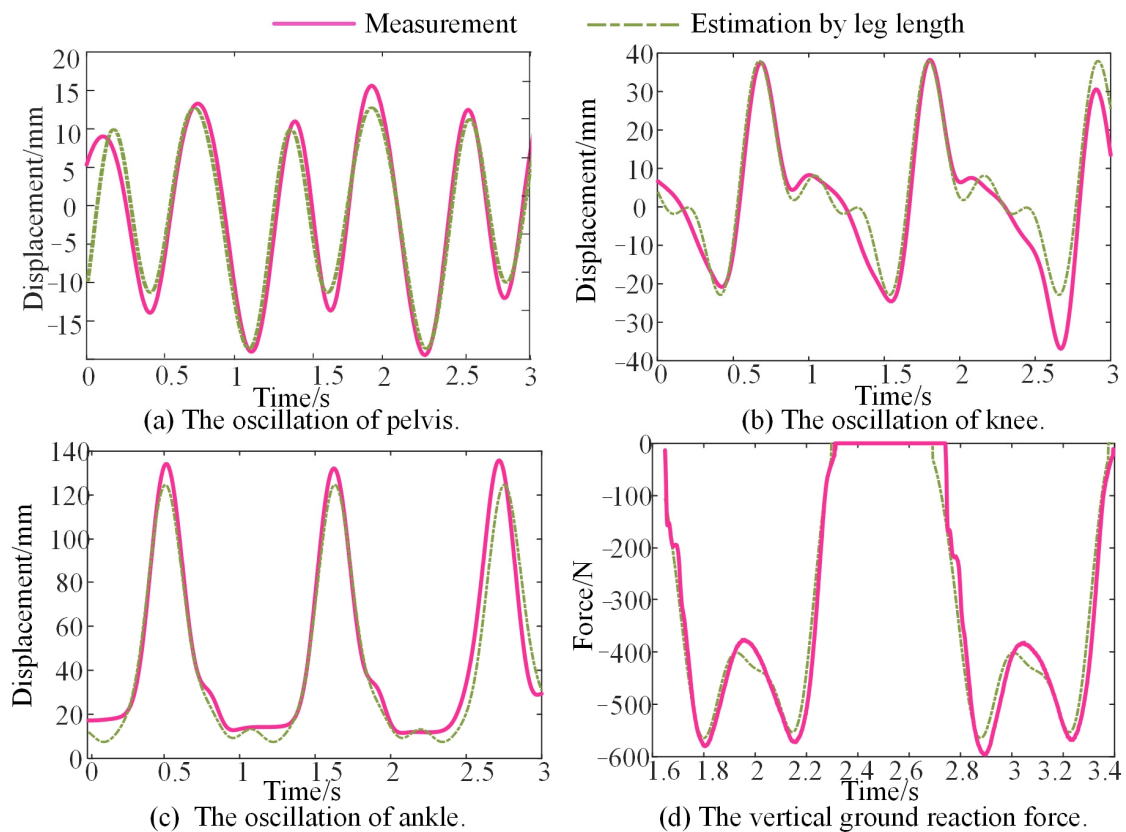 Measurement
Estimation by leg length
20
15
10
5
0
−5
−10
−15
Displacement/mm
0 0.5 1 1.5 2 2.5 3
Time/s
(a) The oscillation of pelvis.
40
30
20
10
0
−10
−20
−30
−40
Displacement/mm
0 0.5 1 1.5 2 2.5 3
Time/s
(b) The oscillation of knee.
140
120
100
80
60
40
20
0
Displacement/mm
0 0.5 1 1.5 2 2.5 3
Time/s
(c) The oscillation of ankle.
0
−100
−200
−300
−400
−500
−600
Force/N
1.6 1.8 2 2.2 2.4 2.6 2.8 3 3.2 3.4
Time/s
(d) The vertical ground reaction force.